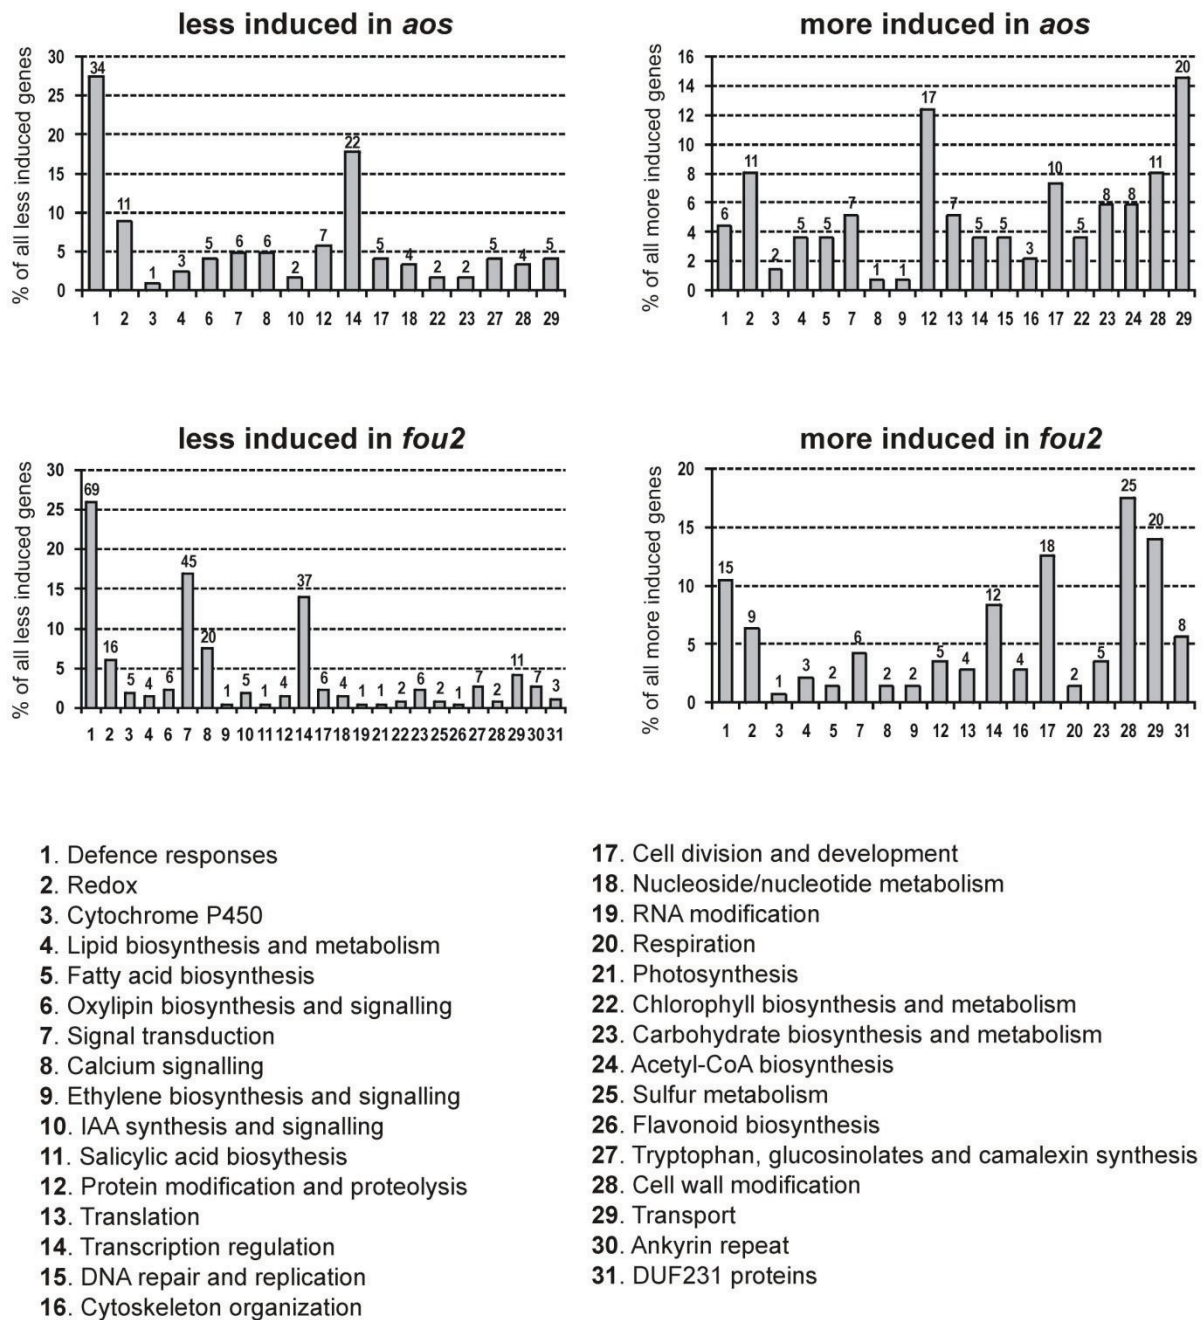 less induced in aos
% of all less induced genes
30
25
20
15
10
5
0
34 11 1 3 5 6 6 2 7 22 5 4 2 2 5 4 5
1 2 3 4 6 7 8 10 12 14 17 18 22 23 27 28 29
more induced in aos
% of all more induced genes
16
14
12
10
8
6
4
2
0
6 11 2 5 5 7 1 1 17 7 5 5 3 10 5 8 8 11 20
1 2 3 4 5 7 8 9 12 13 14 15 16 17 22 23 24 28 29
less induced in fou2
% of all less induced genes
30
25
20
15
10
5
0
69 16 5 4 6 45 20 1 5 1 4 37 6 4 1 1 2 6 2 1 7 2 11 7 3
1 2 3 4 6 7 8 9 10 11 12 14 17 18 19 21 22 23 25 26 27 28 29 30 31
more induced in fou2
% of all more induced genes
20
15
10
5
0
15 9 1 3 2 6 2 2 5 4 12 4 18 2 5 25 20 8
1 2 3 4 5 7 8 9 12 13 14 16 17 20 23 28 29 31
1. Defence responses
2. Redox
3. Cytochrome P450
4. Lipid biosynthesis and metabolism
5. Fatty acid biosynthesis
6. Oxylipin biosynthesis and signalling
7. Signal transduction
8. Calcium signalling
9. Ethylene biosynthesis and signalling
10. IAA synthesis and signalling
11. Salicylic acid biosythesis
12. Protein modification and proteolysis
13. Translation
14. Transcription regulation
15. DNA repair and replication
16. Cytoskeleton organization
17. Cell division and development
18. Nucleoside/nucleotide metabolism
19. RNA modification
20. Respiration
21. Photosynthesis
22. Chlorophyll biosynthesis and metabolism
23. Carbohydrate biosynthesis and metabolism
24. Acetyl-CoA biosynthesis
25. Sulfur metabolism
26. Flavonoid biosynthesis
27. Tryptophan, glucosinolates and camalexin synthesis
28. Cell wall modification
29. Transport
30. Ankyrin repeat
31. DUF231 proteins